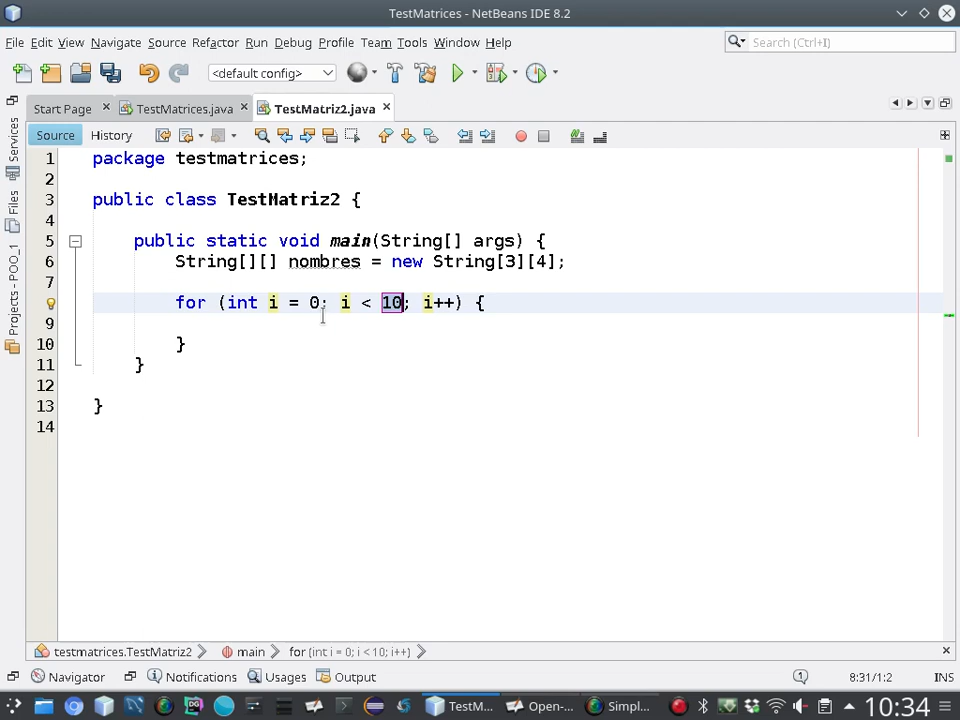 TestMatrices - NetBeans IDE 8.2
File Edit View Navigate Source Refactor Run Debug Profile Team Tools Window Help
Search (Ctrl+I)
<default config>
Start Page TestMatrices.java TestMatriz2.java
Source History
1 package testmatrices;
2
3 public class TestMatriz2 {
4
5 public static void main(String[] args) {
6 String[][] nombres = new String[3][4];
7
for (int i = 0; i < 10; i++) {
9
10 }
11 }
12
13 }
14
Services
Files
Projects - POO_1
testmatrices.TestMatriz2 main for (int i = 0; i < 10; i++)
Navigator Notifications Usages Output 1 8:31/1:2 INS
TestM... Open-... Simpl... 10:34